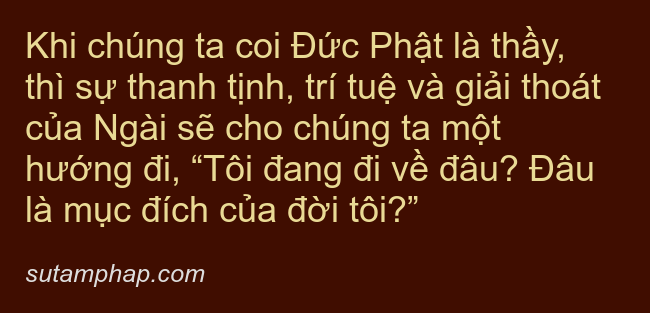 Khi chúng ta coi Đức Phật là thầy,
thì sự thanh tịnh, trí tuệ và giải thoát
của Ngài sẽ cho chúng ta một
hướng đi, “Tôi đang đi về đâu? Đâu
là mục đích của đời tôi?”
sutamphap.com